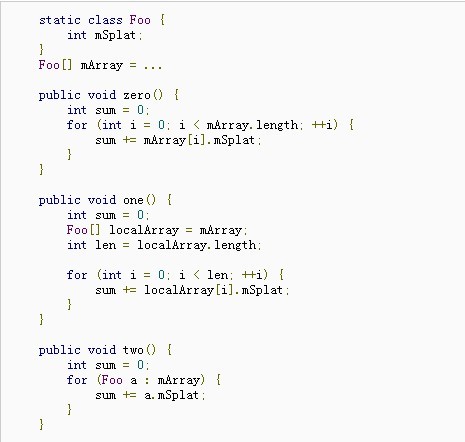 static class Foo {
    int mSplat;
}
Foo[] mArray = ...

public void zero() {
    int sum = 0;
    for (int i = 0; i < mArray.length; ++i) {
        sum += mArray[i].mSplat;
    }
}

public void one() {
    int sum = 0;
    Foo[] localArray = mArray;
    int len = localArray.length;

    for (int i = 0; i < len; ++i) {
        sum += localArray[i].mSplat;
    }
}

public void two() {
    int sum = 0;
    for (Foo a : mArray) {
        sum += a.mSplat;
    }
}